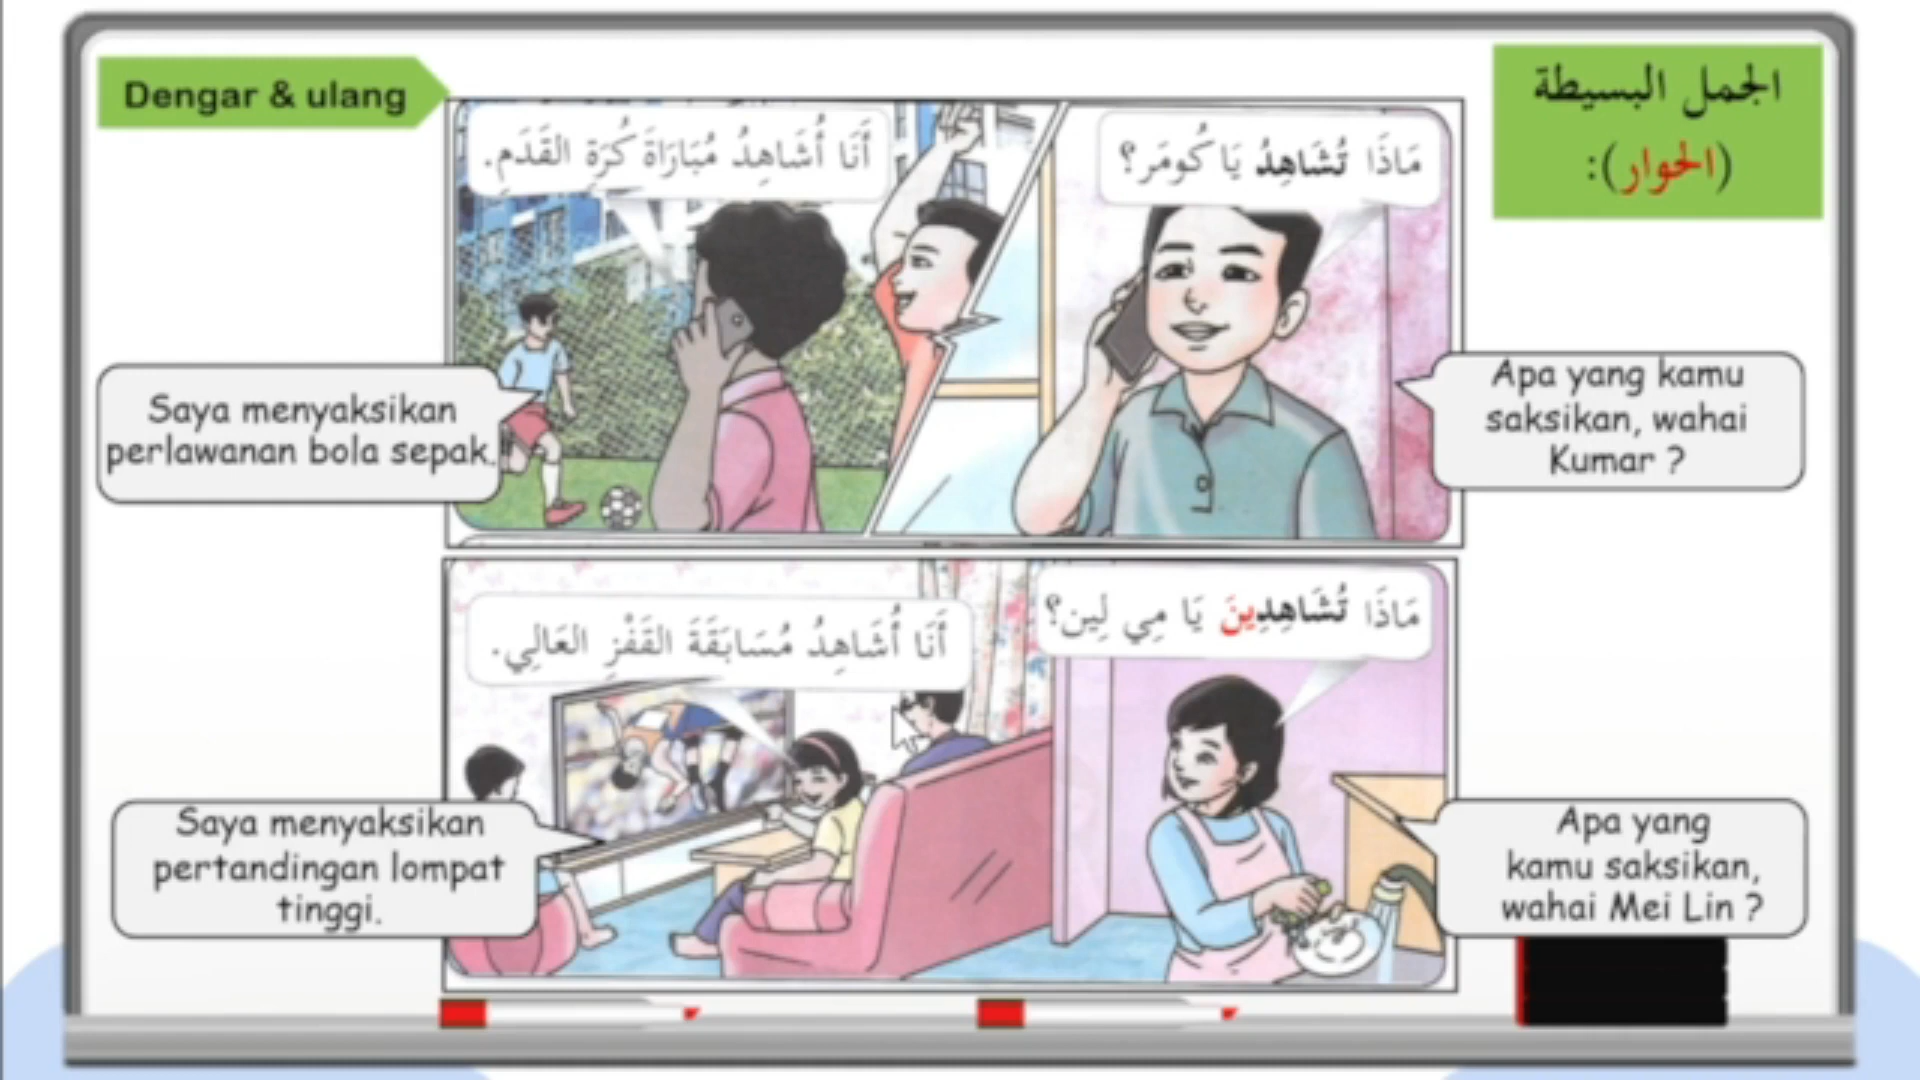 Dengar & ulang
الجمل البسيطة
(الحوار):
مَاذَا تُشَاهِدُ يَا كُومَر؟
أَنَا أُشَاهِدُ مُبَارَاةَ كُرَةِ القَدَمِ.
Apa yang kamu
saksikan, wahai
Kumar ?
Saya menyaksikan
perlawanan bola sepak.
مَاذَا تُشَاهِدِينَ يَا مِي لِين؟
أَنَا أُشَاهِدُ مُسَابَقَةَ القَفْزِ العَالِي.
Apa yang
kamu saksikan,
wahai Mei Lin ?
Saya menyaksikan
pertandingan lompat
tinggi.